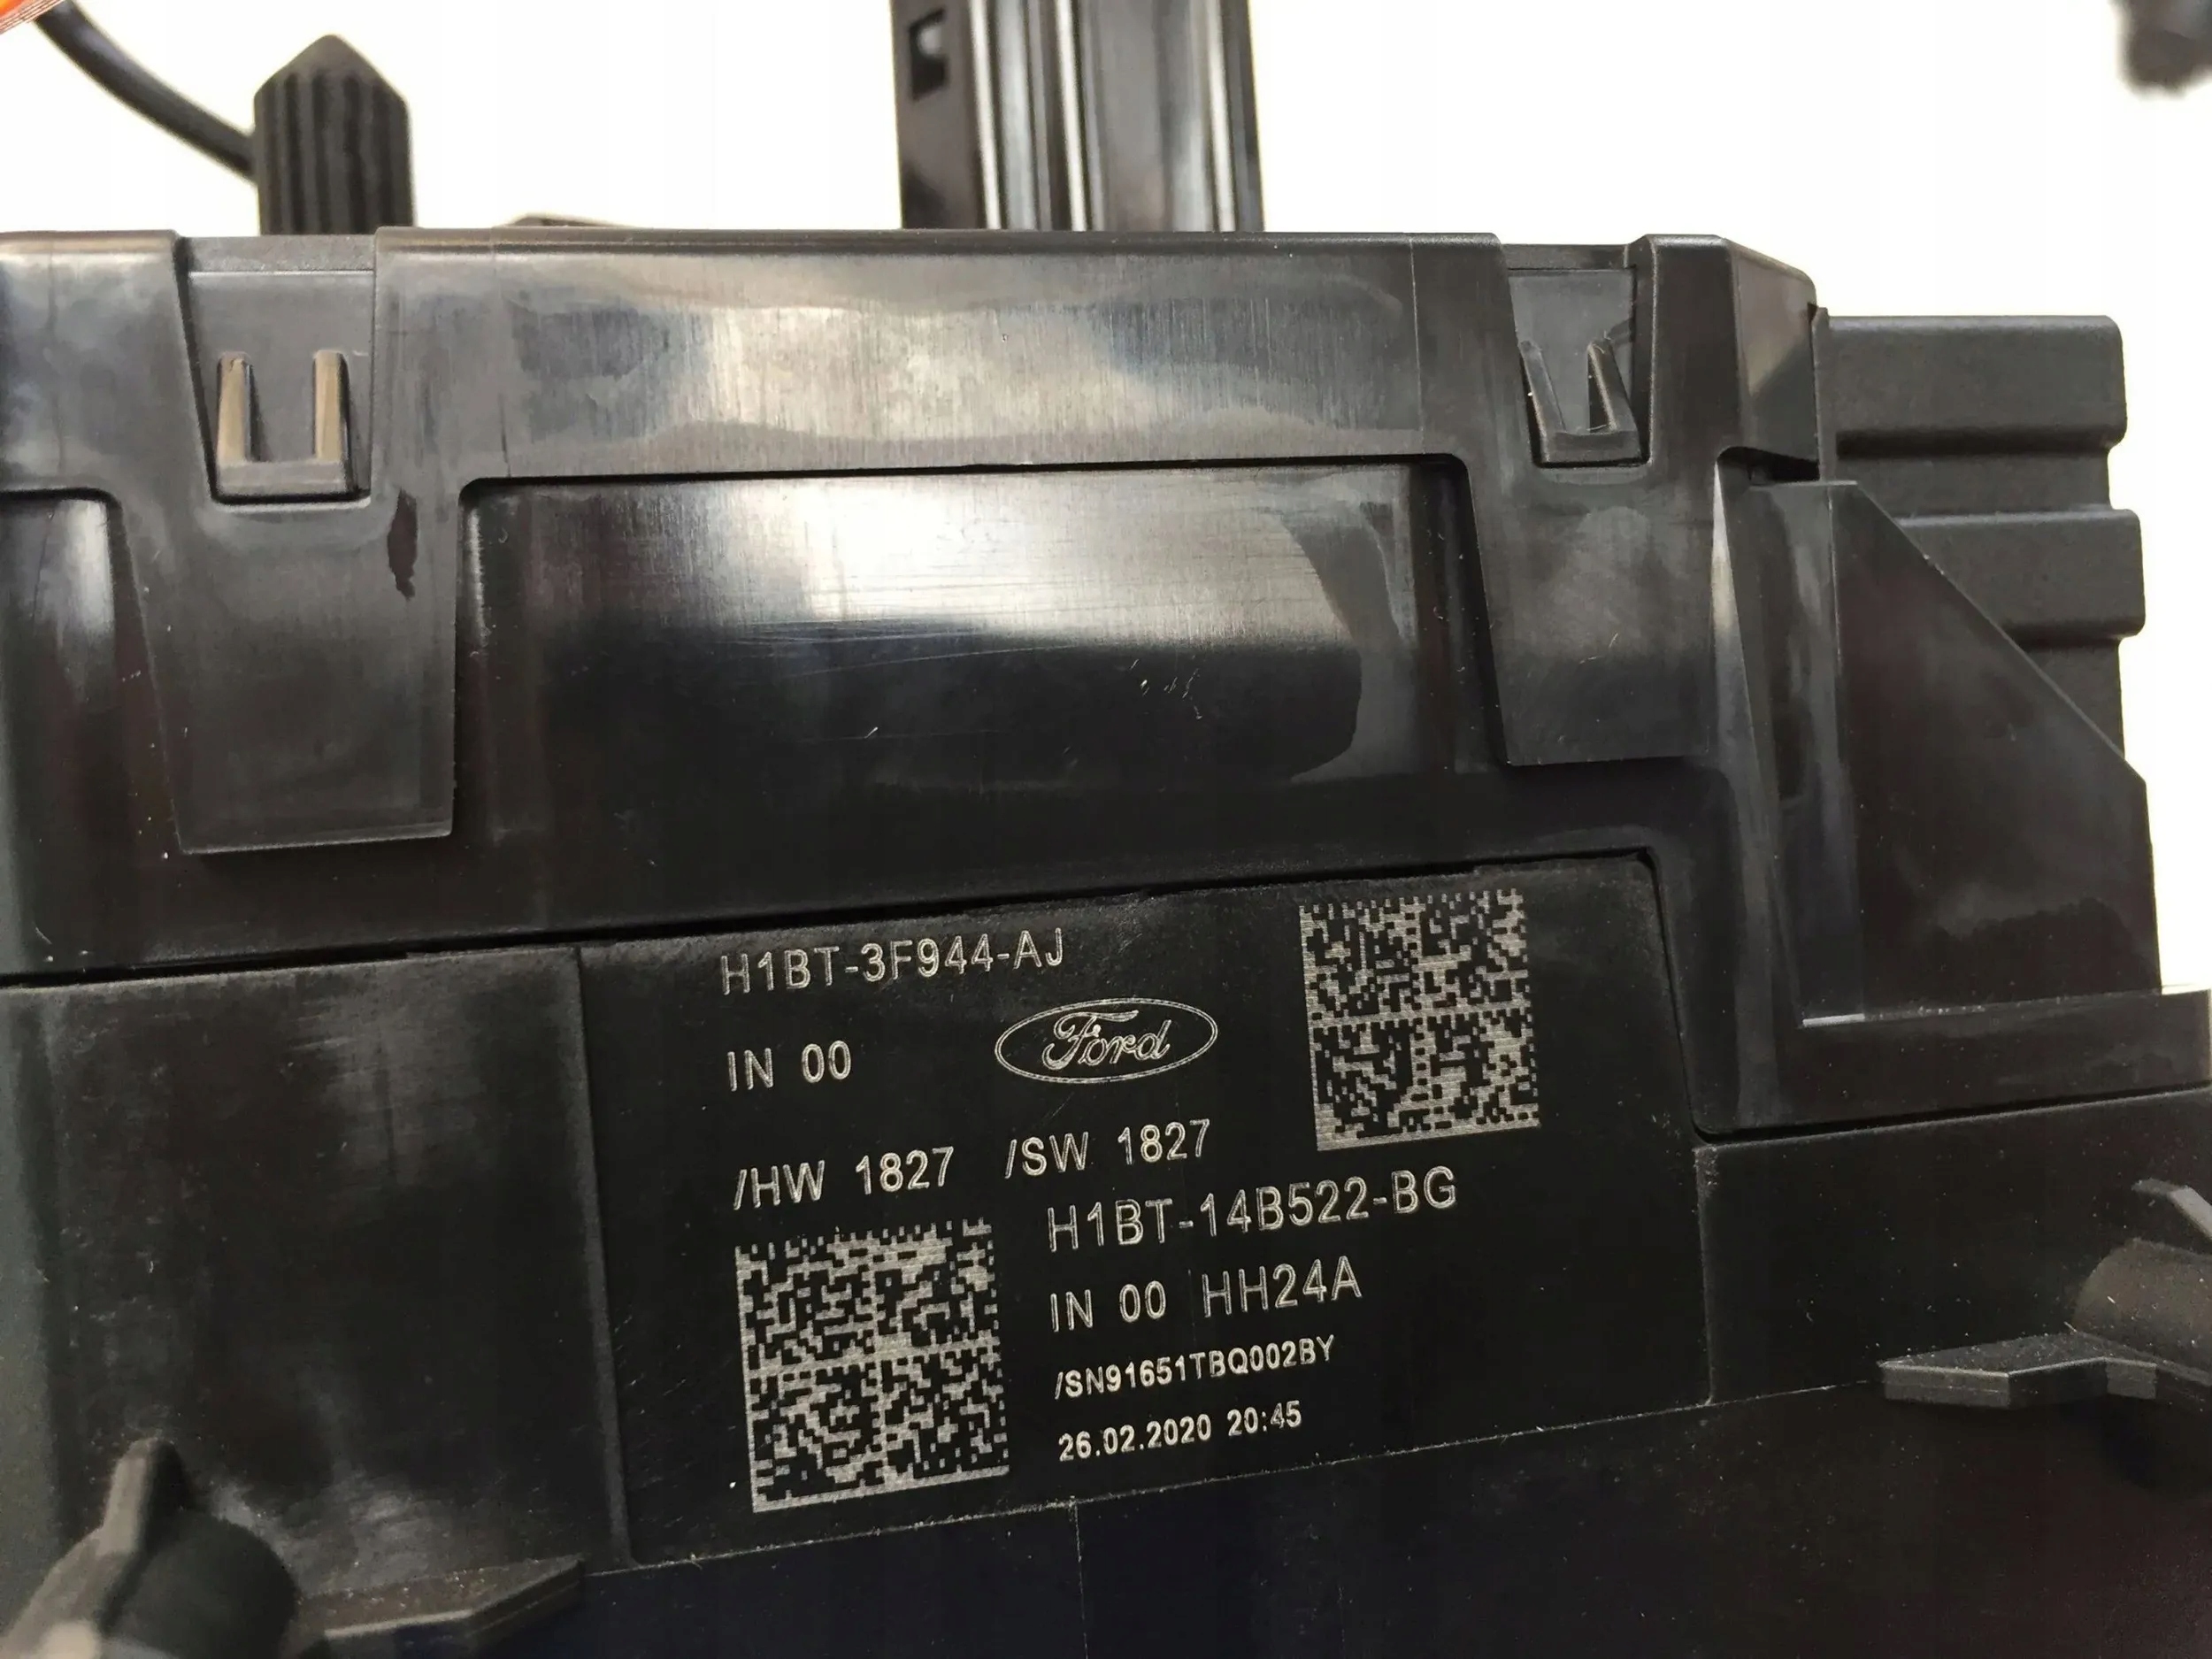 H1BT-3F944-AJ
IN 00
Ford
/HW 1827 /SW 1827
H1BT-14B522-BG
IN 00 HH24A
/SN91651TBQ002BY
26.02.2020 20:45